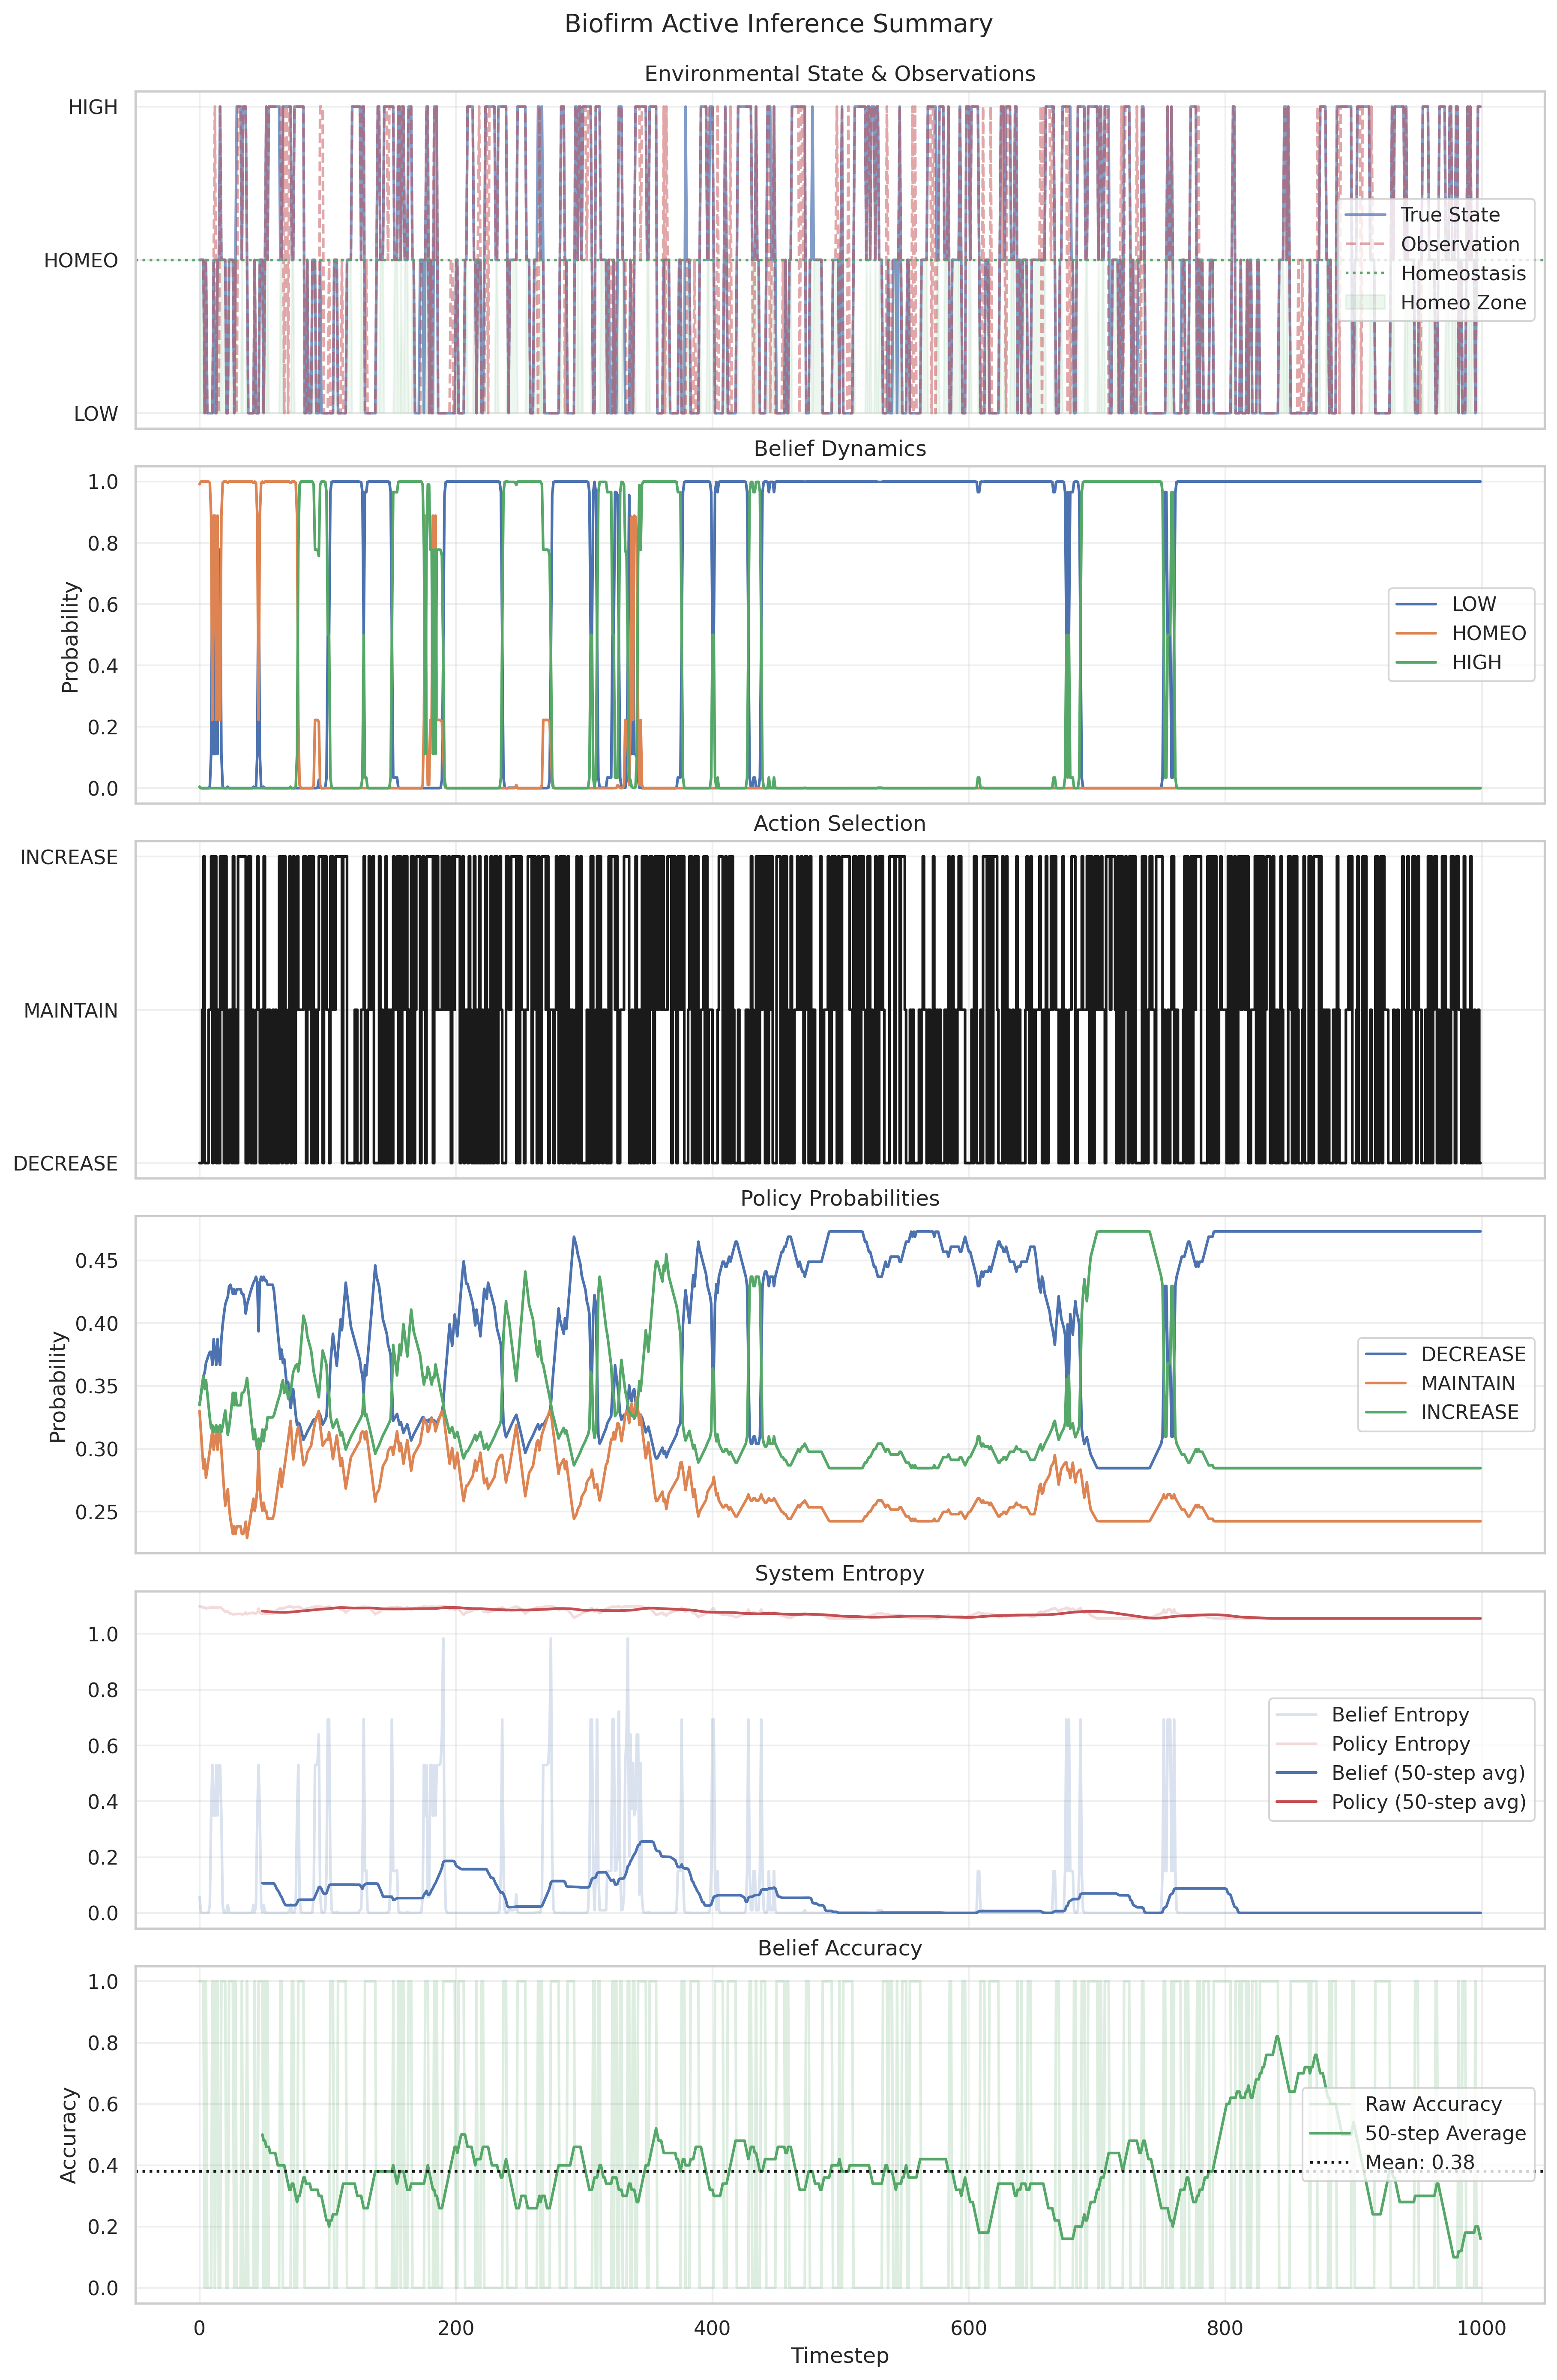 Biofirm Active Inference Summary
Environmental State & Observations
HIGH
HOMEO
LOW
True State
Observation
Homeostasis
Homeo Zone
Belief Dynamics
Probability
1.0
0.8
0.6
0.4
0.2
0.0
LOW
HOMEO
HIGH
Action Selection
INCREASE
MAINTAIN
DECREASE
Policy Probabilities
Probability
0.45
0.40
0.35
0.30
0.25
DECREASE
MAINTAIN
INCREASE
System Entropy
1.0
0.8
0.6
0.4
0.2
0.0
Belief Entropy
Policy Entropy
Belief (50-step avg)
Policy (50-step avg)
Belief Accuracy
Accuracy
1.0
0.8
0.6
0.4
0.2
0.0
Raw Accuracy
50-step Average
Mean: 0.38
0 200 400 600 800 1000
Timestep